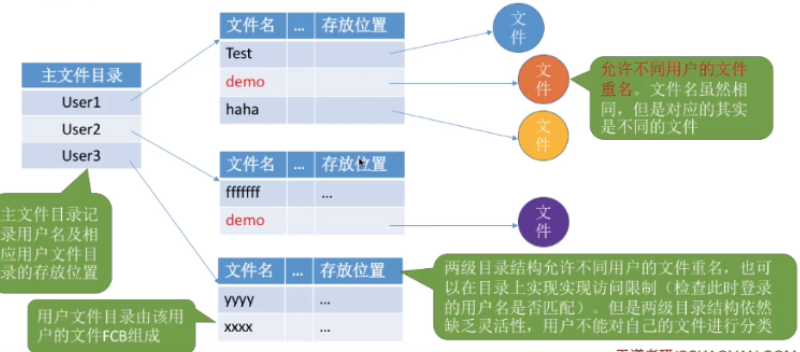 主文件目录
User1
User2
User3
文件名 ... 存放位置
Test
demo
haha
文件
文件
文件
允许不同用户的文件
重名。文件名虽然相
同，但是对应的其实
是不同的文件
文件名 ... 存放位置
fffffff ...
demo
文件
主文件目录记
录用户名及相
应用户文件目
录的存放位置
文件名 ... 存放位置
yyyy ...
xxxx ...
用户文件目录由该用
户的文件FCB组成
两级目录结构允许不同用户的文件重名，也可
以在目录上实现实现访问限制（检查此时登录
的用户名是否匹配）。但是两级目录结构依然
缺乏灵活性，用户不能对自己的文件进行分类